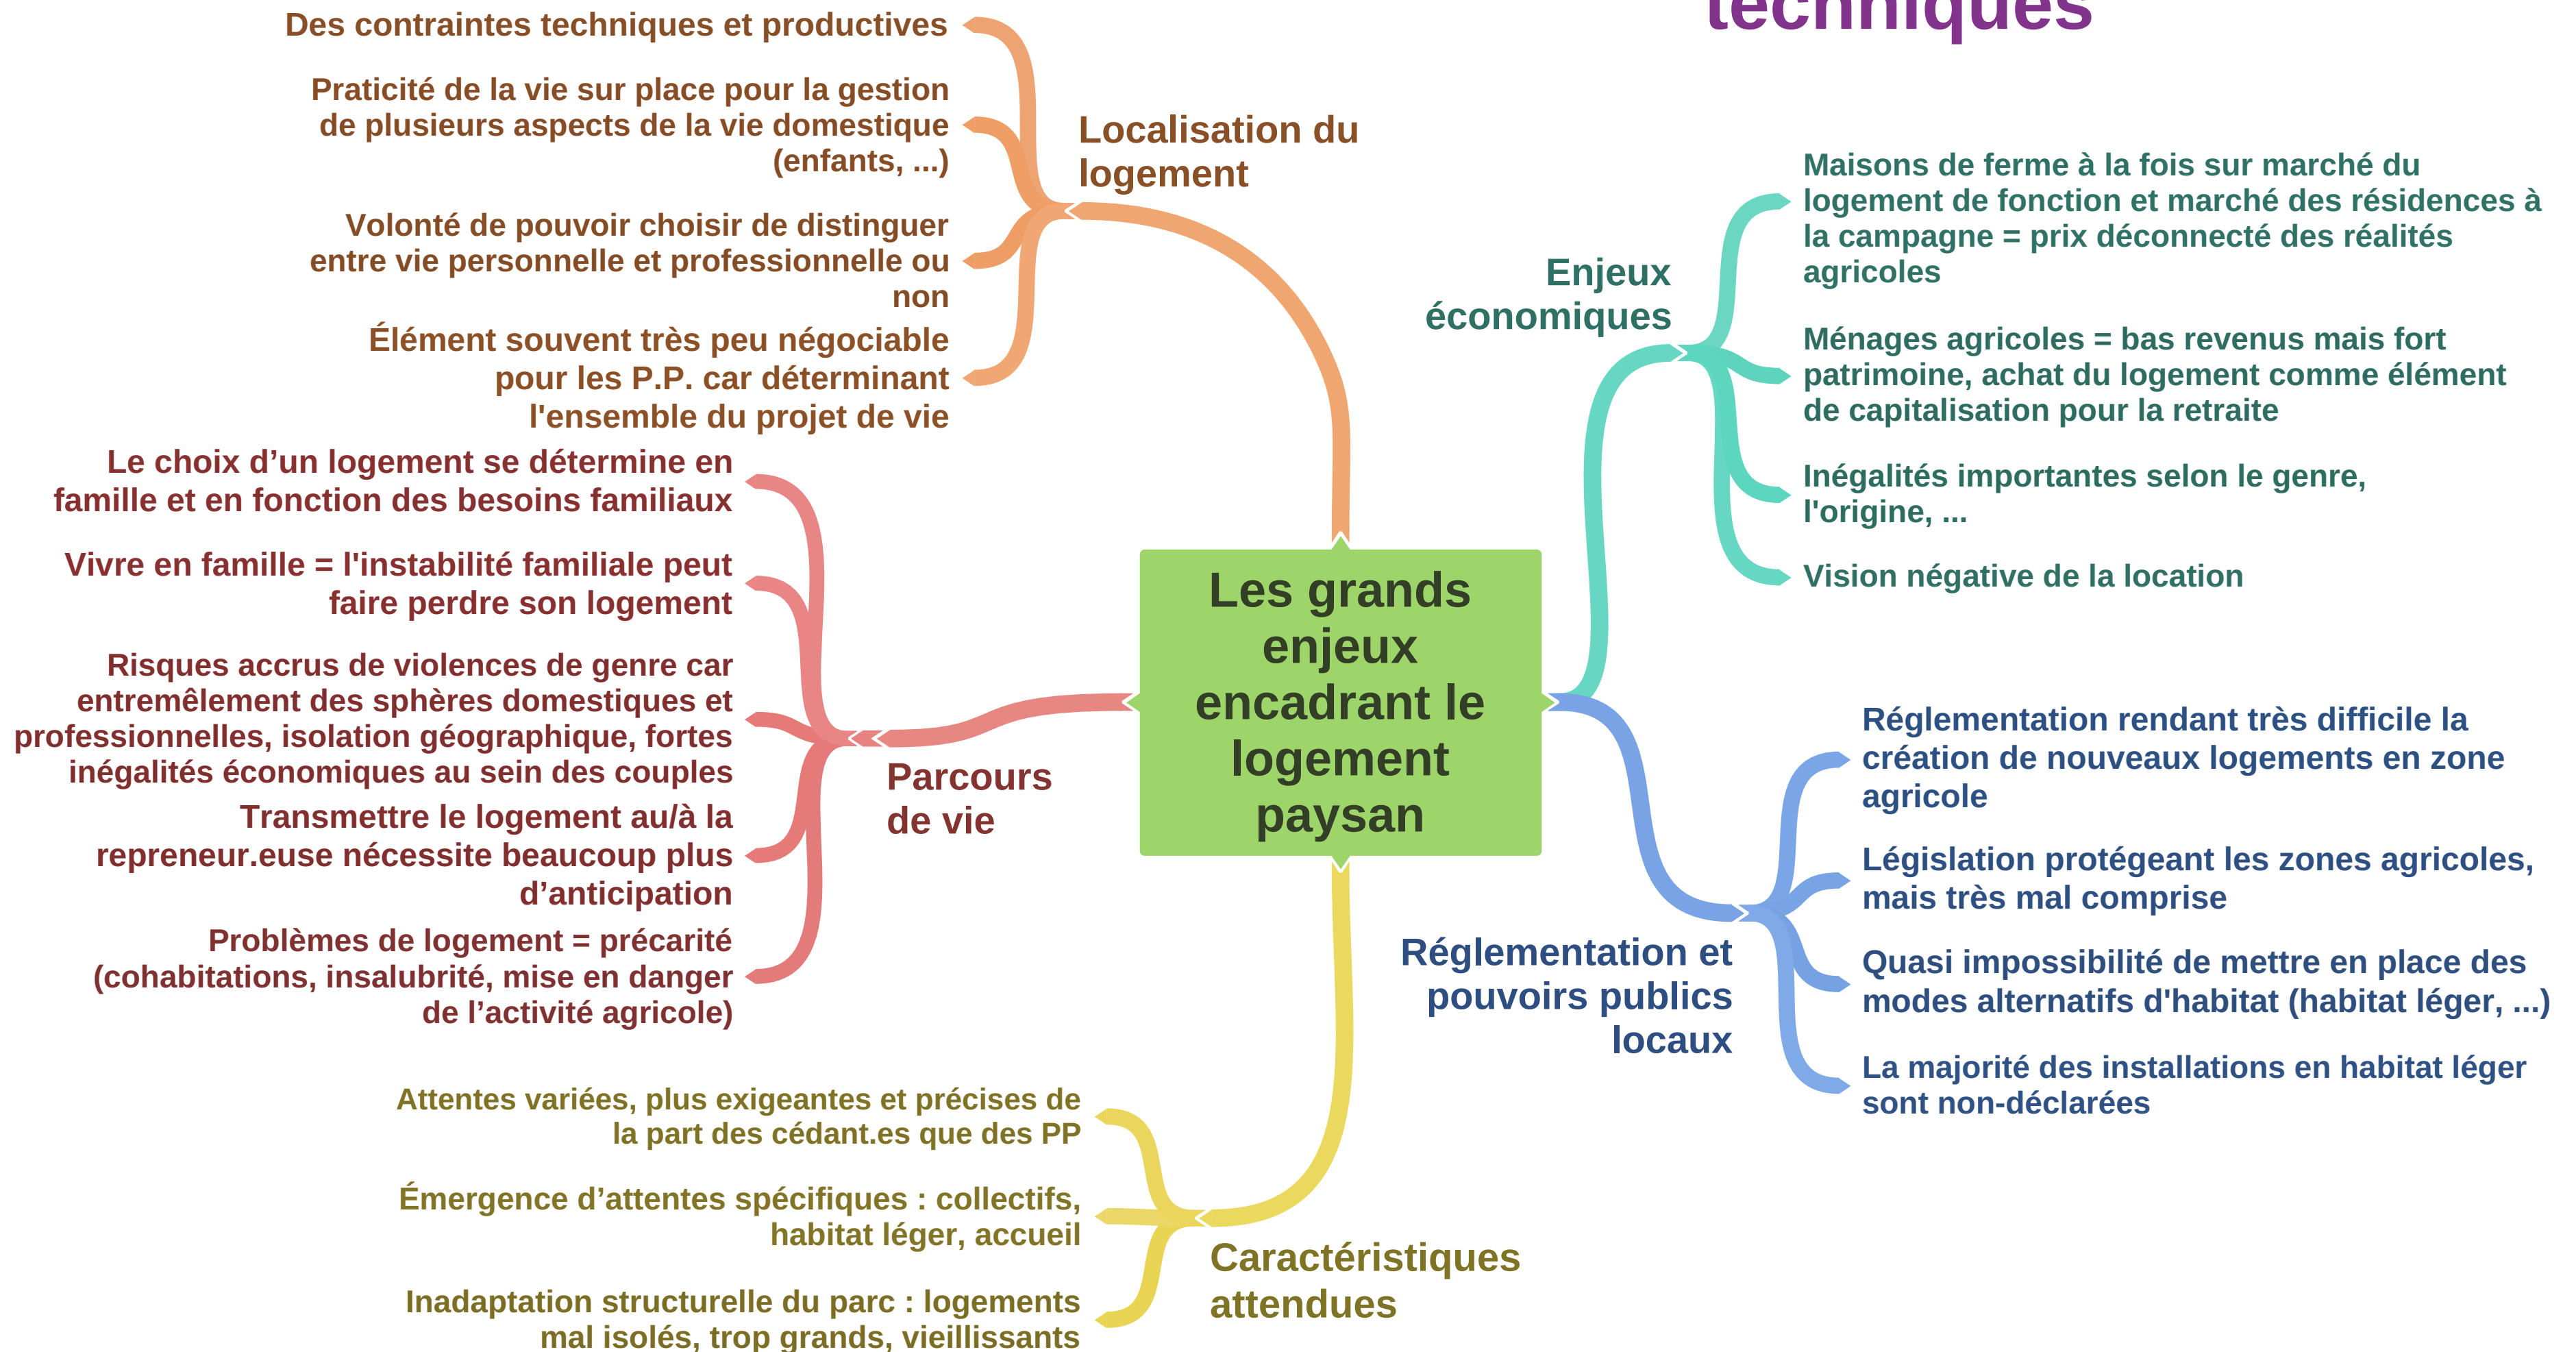 techniques
Des contraintes techniques et productives
Praticité de la vie sur place pour la gestion
de plusieurs aspects de la vie domestique
(enfants, ...)
Volonté de pouvoir choisir de distinguer
entre vie personnelle et professionnelle ou
non
Élément souvent très peu négociable
pour les P.P. car déterminant
l'ensemble du projet de vie
Localisation du
logement
Enjeux
économiques
Maisons de ferme à la fois sur marché du
logement de fonction et marché des résidences à
la campagne = prix déconnecté des réalités
agricoles
Ménages agricoles = bas revenus mais fort
patrimoine, achat du logement comme élément
de capitalisation pour la retraite
Inégalités importantes selon le genre,
l'origine, ...
Vision négative de la location
Le choix d’un logement se détermine en
famille et en fonction des besoins familiaux
Vivre en famille = l'instabilité familiale peut
faire perdre son logement
Risques accrus de violences de genre car
entremêlement des sphères domestiques et
professionnelles, isolation géographique, fortes
inégalités économiques au sein des couples
Transmettre le logement au/à la
repreneur.euse nécessite beaucoup plus
d’anticipation
Problèmes de logement = précarité
(cohabitations, insalubrité, mise en danger
de l’activité agricole)
Parcours
de vie
Les grands
enjeux
encadrant le
logement
paysan
Réglementation et
pouvoirs publics
locaux
Réglementation rendant très difficile la
création de nouveaux logements en zone
agricole
Législation protégeant les zones agricoles,
mais très mal comprise
Quasi impossibilité de mettre en place des
modes alternatifs d'habitat (habitat léger, ...)
La majorité des installations en habitat léger
sont non-déclarées
Attentes variées, plus exigeantes et précises de
la part des cédant.es que des PP
Émergence d’attentes spécifiques : collectifs,
habitat léger, accueil
Inadaptation structurelle du parc : logements
mal isolés, trop grands, vieillissants
Caractéristiques
attendues